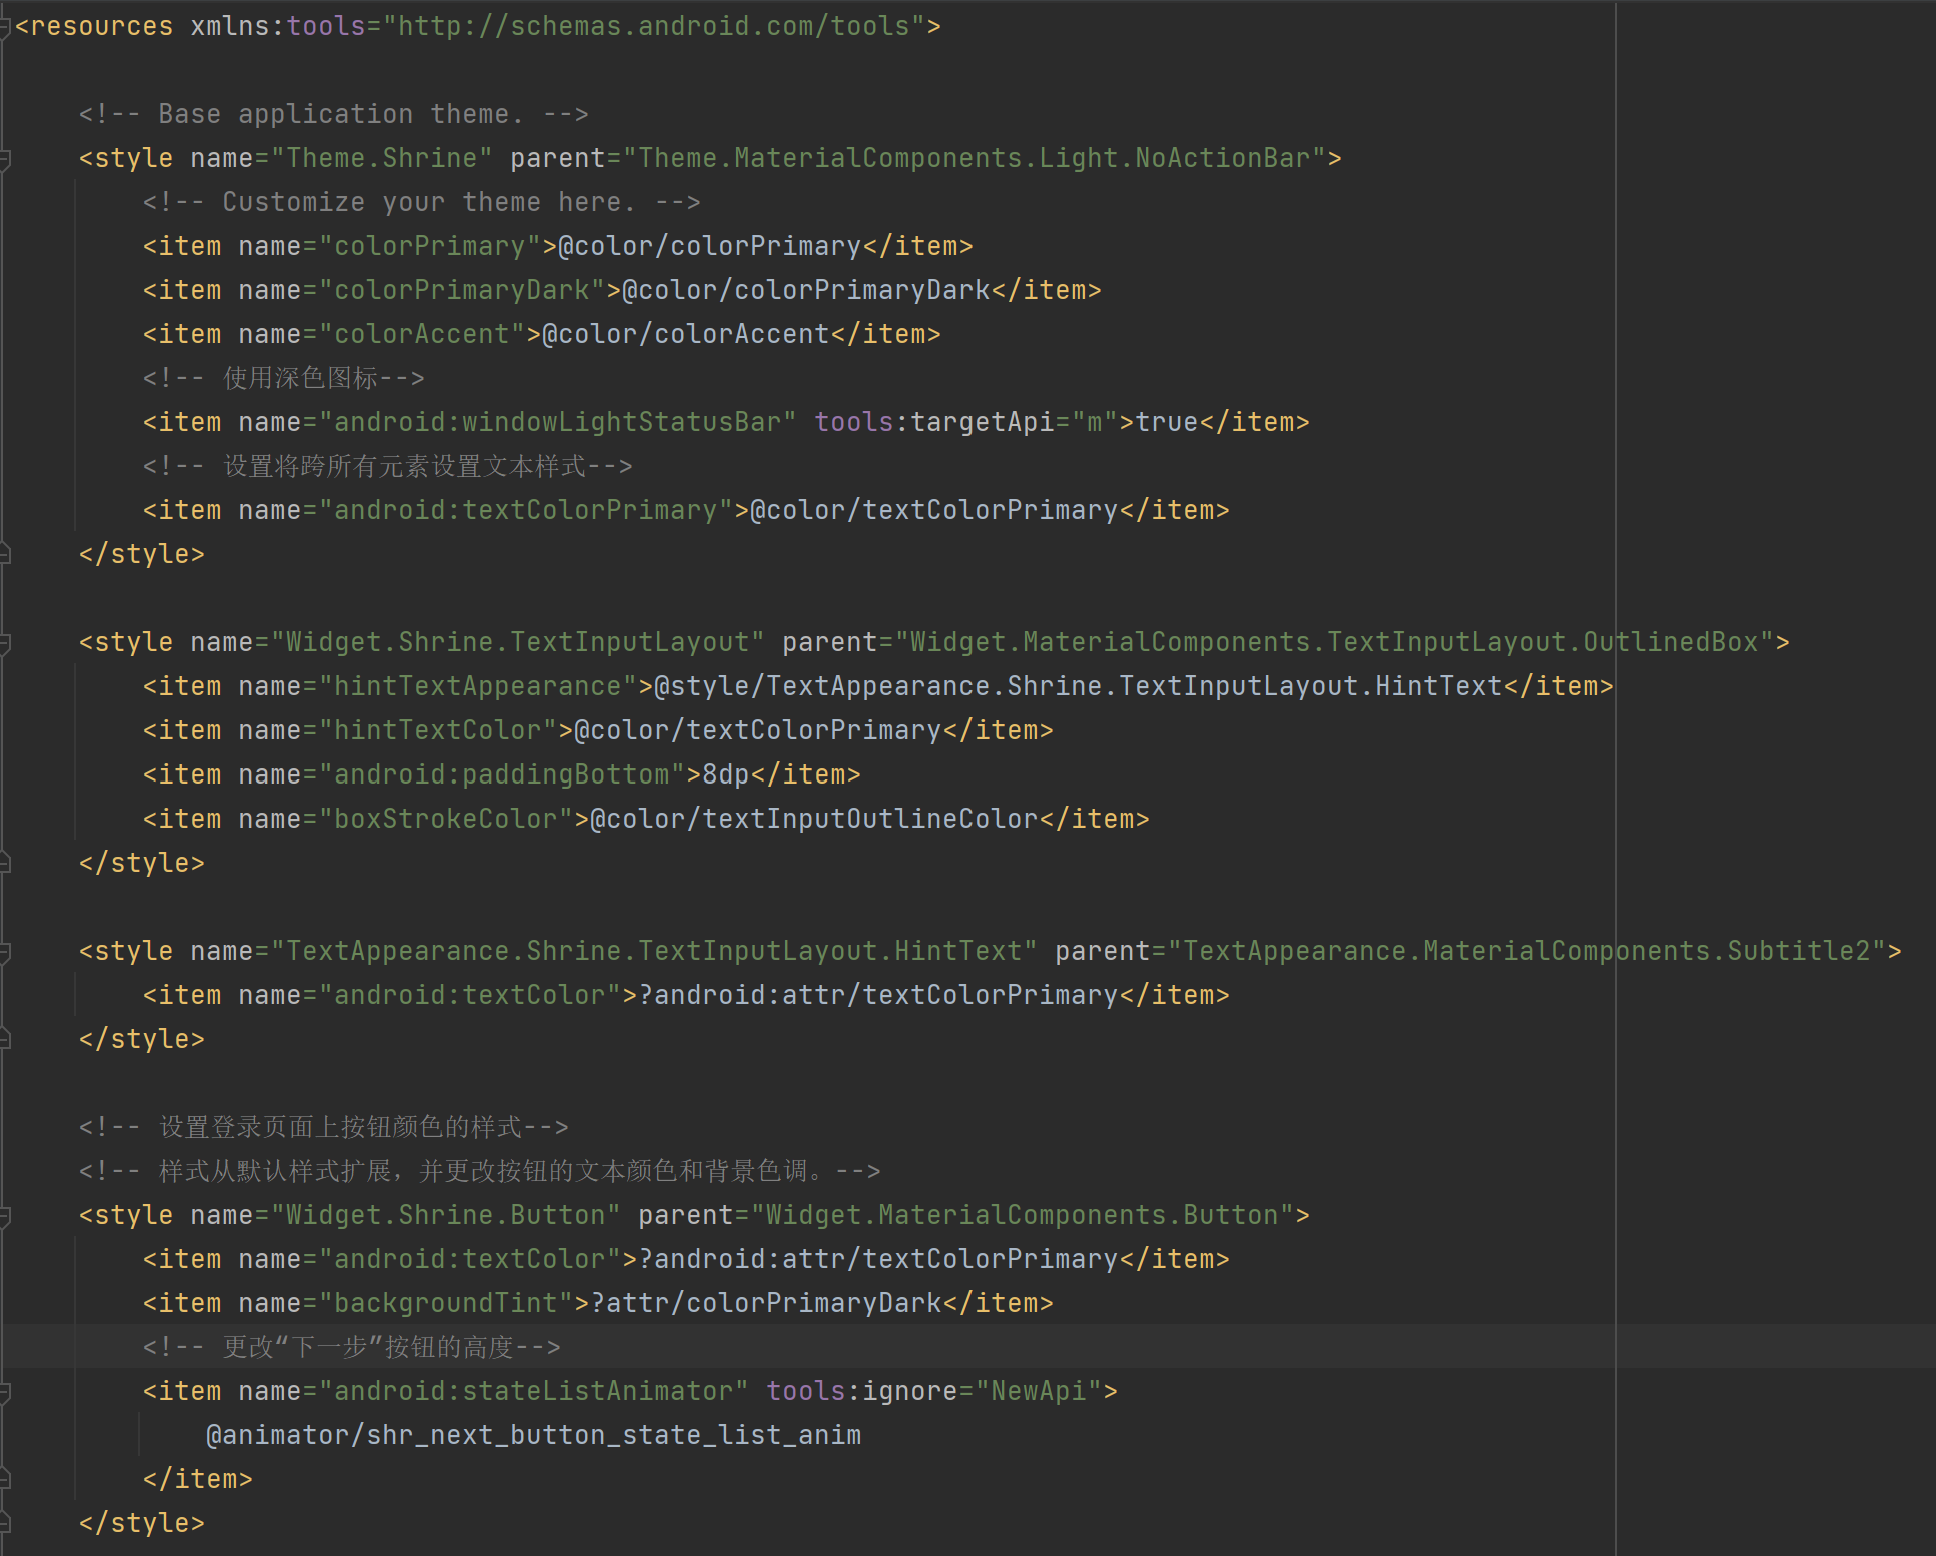 <resources xmlns:tools="http://schemas.android.com/tools">
<!-- Base application theme. -->
<style name="Theme.Shrine" parent="Theme.MaterialComponents.Light.NoActionBar">
<!-- Customize your theme here. -->
<item name="colorPrimary">@color/colorPrimary</item>
<item name="colorPrimaryDark">@color/colorPrimaryDark</item>
<item name="colorAccent">@color/colorAccent</item>
<!-- 使用深色图标-->
<item name="android:windowLightStatusBar" tools:targetApi="m">true</item>
<!-- 设置将跨所有元素设置文本样式-->
<item name="android:textColorPrimary">@color/textColorPrimary</item>
</style>
<style name="Widget.Shrine.TextInputLayout" parent="Widget.MaterialComponents.TextInputLayout.OutlinedBox">
<item name="hintTextAppearance">@style/TextAppearance.Shrine.TextInputLayout.HintText</item>
<item name="hintTextColor">@color/textColorPrimary</item>
<item name="android:paddingBottom">8dp</item>
<item name="boxStrokeColor">@color/textInputOutlineColor</item>
</style>
<style name="TextAppearance.Shrine.TextInputLayout.HintText" parent="TextAppearance.MaterialComponents.Subtitle2">
<item name="android:textColor">?android:attr/textColorPrimary</item>
</style>
<!-- 设置登录页面上按钮颜色的样式-->
<!-- 样式从默认样式扩展，并更改按钮的文本颜色和背景色调。-->
<style name="Widget.Shrine.Button" parent="Widget.MaterialComponents.Button">
<item name="android:textColor">?android:attr/textColorPrimary</item>
<item name="backgroundTint">?attr/colorPrimaryDark</item>
<!-- 更改“下一步”按钮的高度-->
<item name="android:stateListAnimator" tools:ignore="NewApi">
@animator/shr_next_button_state_list_anim
</item>
</style>